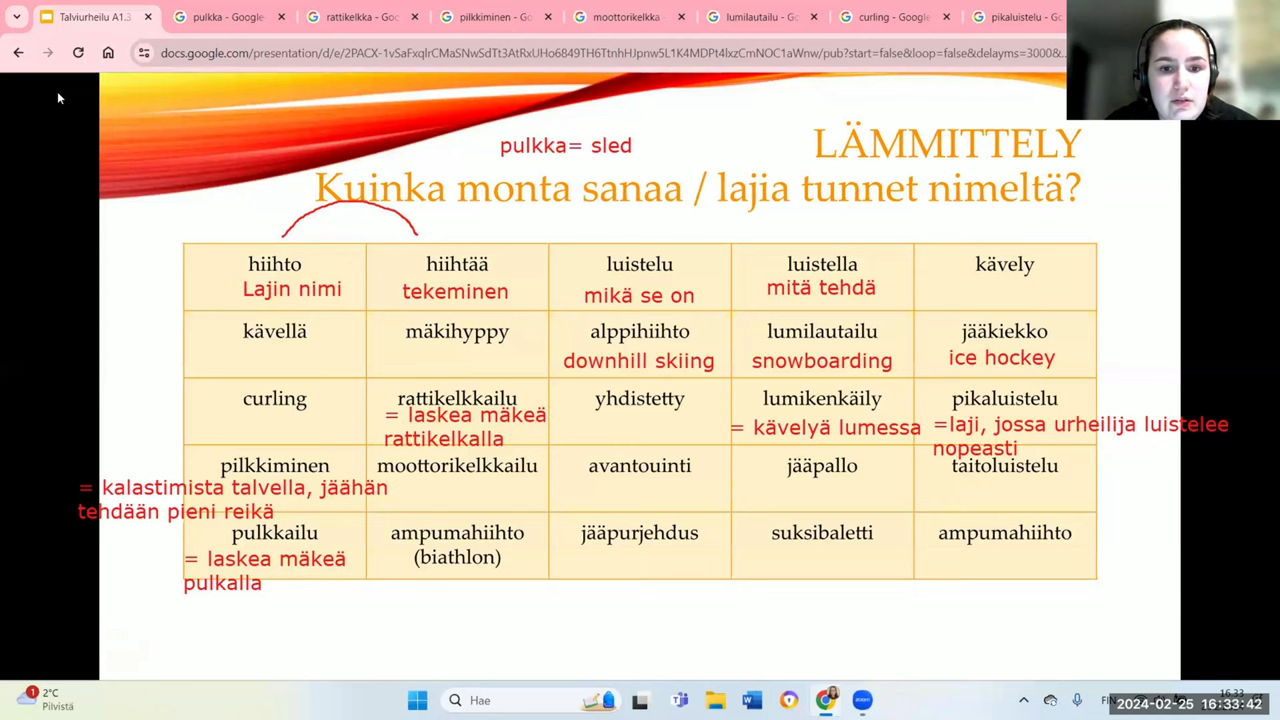 Talviurheilu A1.3
pulkka - Google
rattikelkka - Goo
pilkkiminen - Go
moottorikelkka -
lumilautailu - Go
curling - Google
pikaluistelu - Go
docs.google.com/presentation/d/e/2PACX-1vSaFxqlrCMaSNwSdTt3AtRxUHo6849TH6TtnhHJpnw5L1K4MDPt4lxzCmNOC1aWnw/pub?start=false&loop=false&delayms=3000&...
pulkka= sled
LÄMMITTELY
Kuinka monta sanaa / lajia tunnet nimeltä?
hiihto hiihtää luistelu luistella kävely
Lajin nimi tekeminen mikä se on mitä tehdä
kävellä mäkihyppy alppihiihto lumilautailu jääkiekko
downhill skiing snowboarding ice hockey
curling rattikelkkailu yhdistetty lumikenkäily pikaluistelu
= laskea mäkeä
rattikelkalla
= kävelyä lumessa
=laji, jossa urheilija luistelee
nopeasti
pilkkiminen moottorikelkkailu avantouinti jääpallo taitoluistelu
= kalastimista talvella, jäähän
tehdään pieni reikä
pulkkailu ampumahiihto jääpurjehdus suksibaletti ampumahiihto
(biathlon)
= laskea mäkeä
pulkalla
1
2°C
Pilvistä
Hae
FIN
16.33
2024-02-25 16:33:42